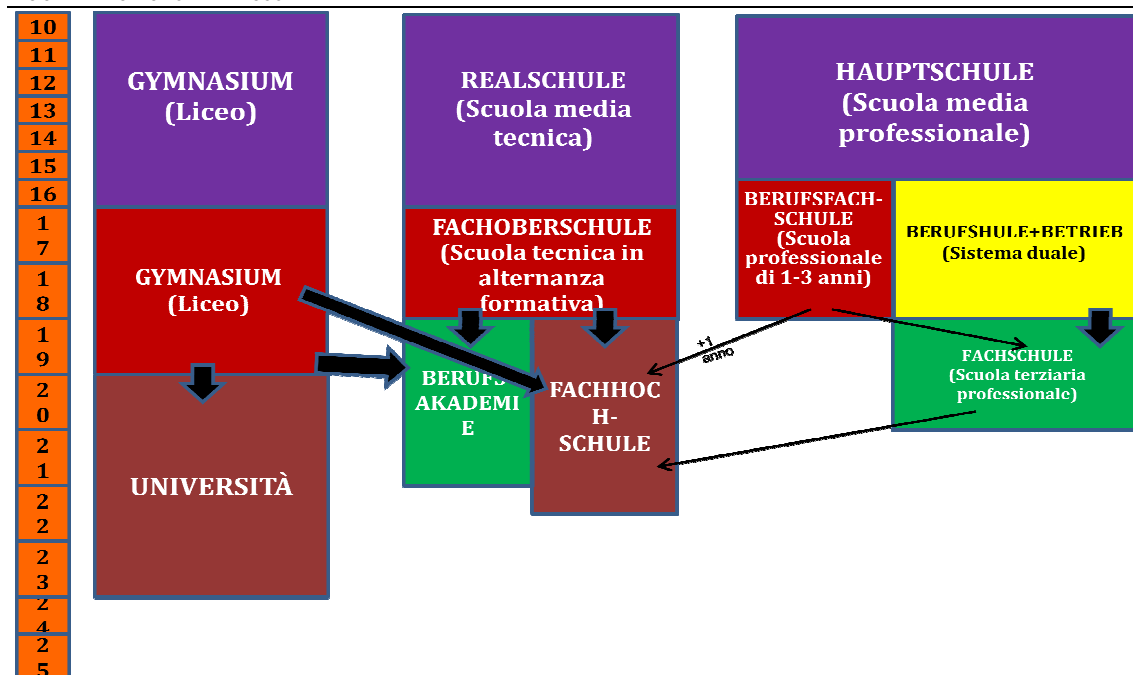 10
11
12
13
14
15
16
1
7
1
8
1
9
2
0
2
1
2
2
2
3
2
4
2
5
GYMNASIUM
(Liceo)
GYMNASIUM
(Liceo)
UNIVERSITÀ
REALSCHULE
(Scuola media
tecnica)
FACHOBERSCHULE
(Scuola tecnica in
alternanza
formativa)
BERUFS
AKADEMI
E
FACHHOC
H-
SCHULE
HAUPTSCHULE
(Scuola media
professionale)
BERUFSFACH-
SCHULE
(Scuola
professionale
di 1-3 anni)
BERUFSHULE+BETRIEB
(Sistema duale)
+1
anno
FACHSCHULE
(Scuola terziaria
professionale)